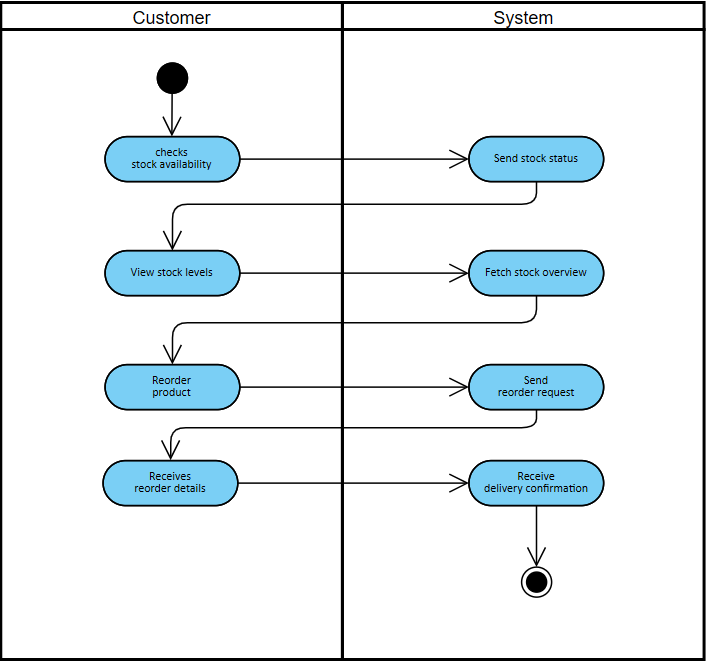 Customer
System
checks
stock availability
Send stock status
View stock levels
Fetch stock overview
Reorder
product
Send
reorder request
Receives
reorder details
Receive
delivery confirmation